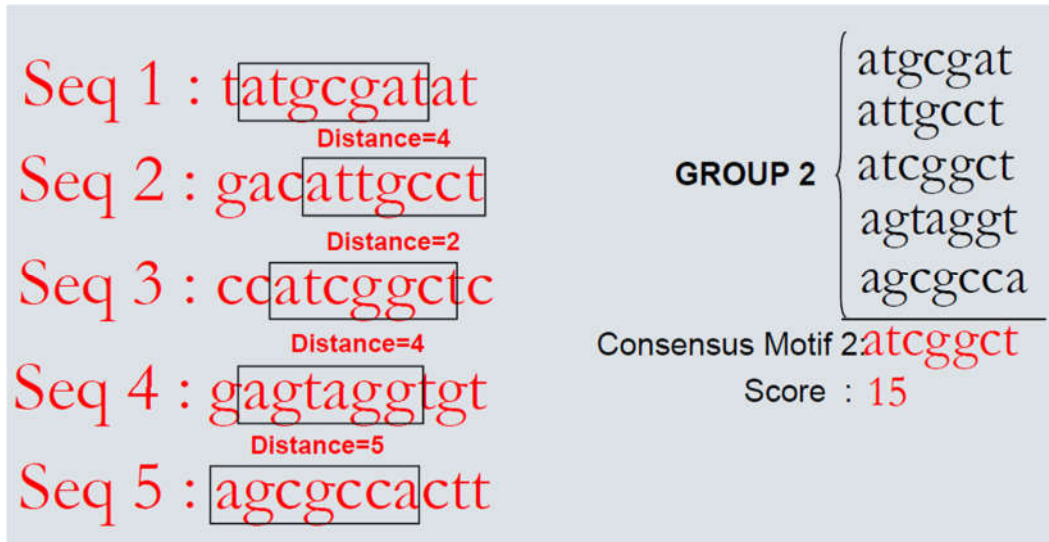 Seq 1 : tatgcgatat
Distance=4
Seq 2 : gacattgcct
Distance=2
Seq 3 : ccatcggctc
Distance=4
Seq 4 : gagtaggtgt
Distance=5
Seq 5 : agcgccactt
GROUP 2
atgcgat
attgcct
atcggct
agtaggt
agcgcca
Consensus Motif 2:atcggct
Score : 15